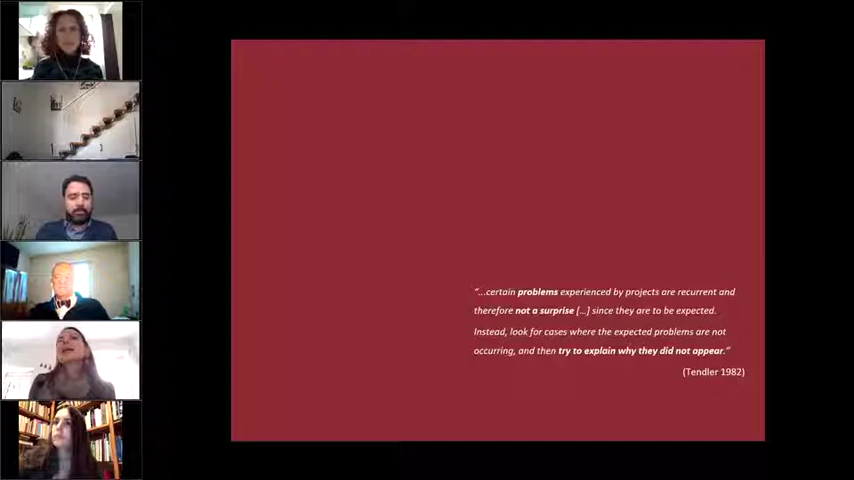 "...certain problems experienced by projects are recurrent and
therefore not a surprise [...] since they are to be expected.
Instead, look for cases where the expected problems are not
occurring, and then try to explain why they did not appear."
(Tendler 1982)